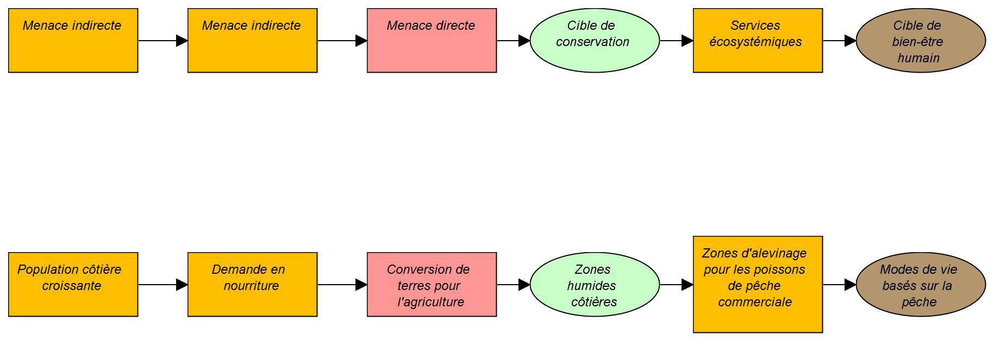 Menace indirecte
Menace indirecte
Menace directe
Cible de
conservation
Services
écosystémiques
Cible de
bien-être
humain
Population côtière
croissante
Demande en
nourriture
Conversion de
terres pour
l'agriculture
Zones
humides
côtières
Zones d'alevinage
pour les poissons
de pêche
commerciale
Modes de vie
basés sur la
pêche